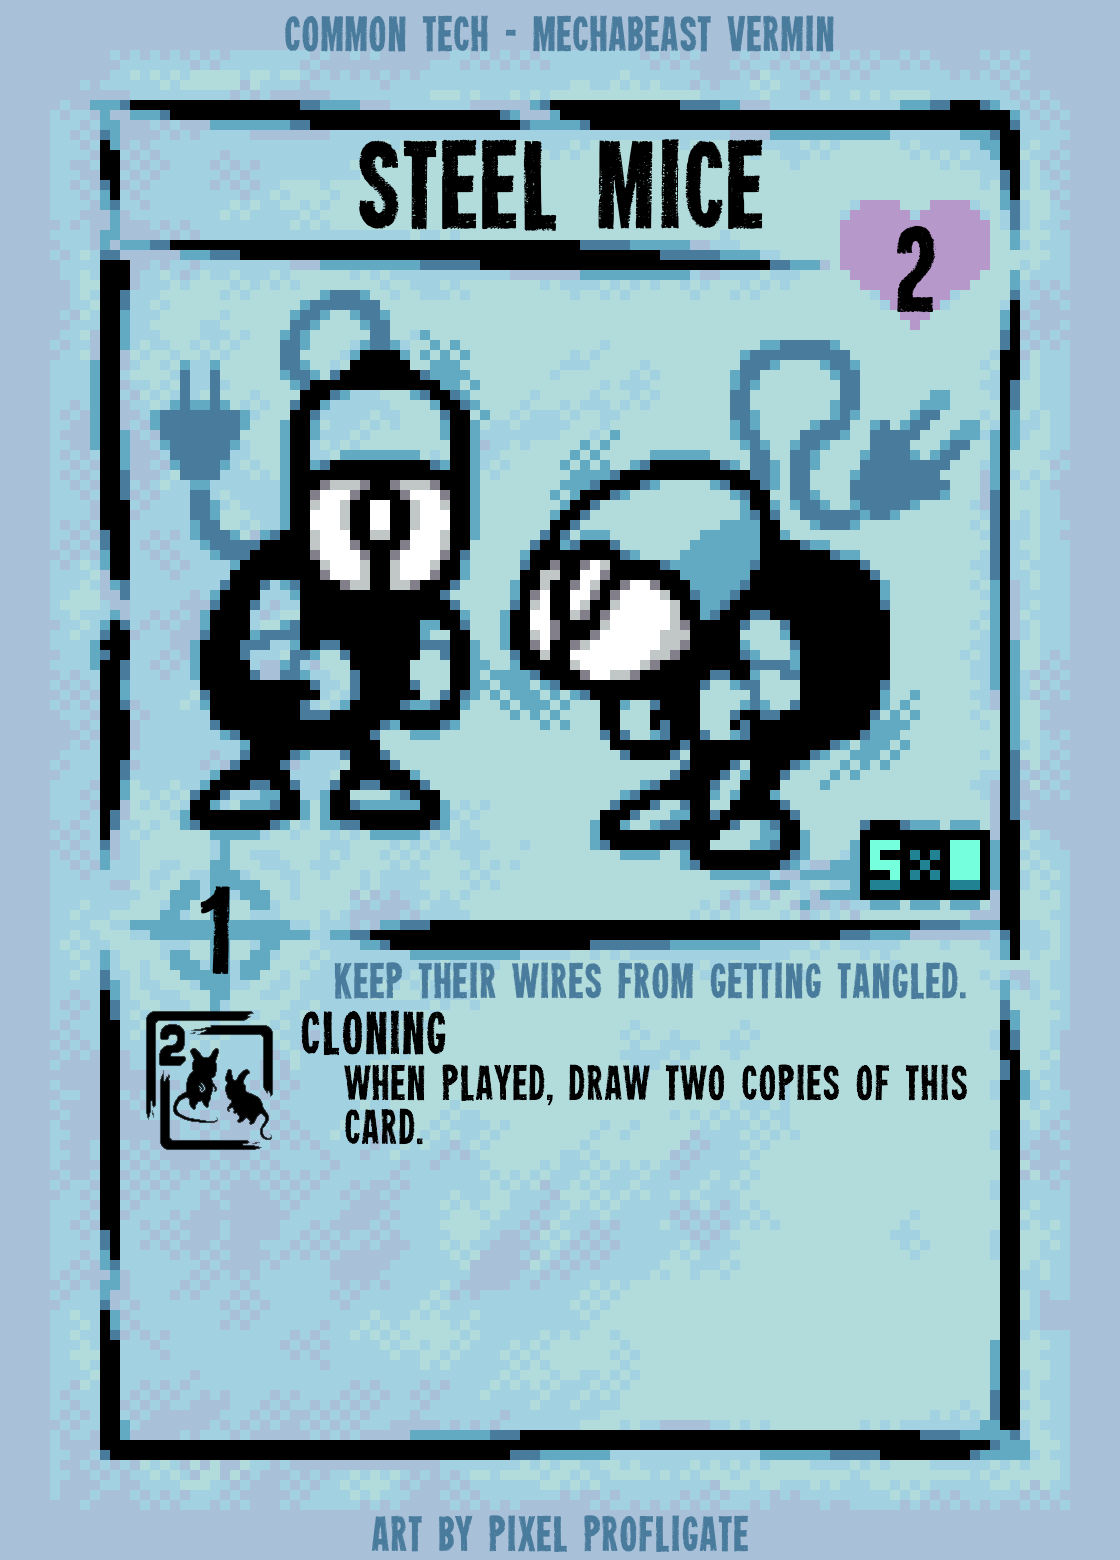 COMMON TECH - MECHABEAST VERMIN
STEEL MICE
2
5×
1
KEEP THEIR WIRES FROM GETTING TANGLED.
2
CLONING
WHEN PLAYED, DRAW TWO COPIES OF THIS
CARD.
ART BY PIXEL PROFLIGATE